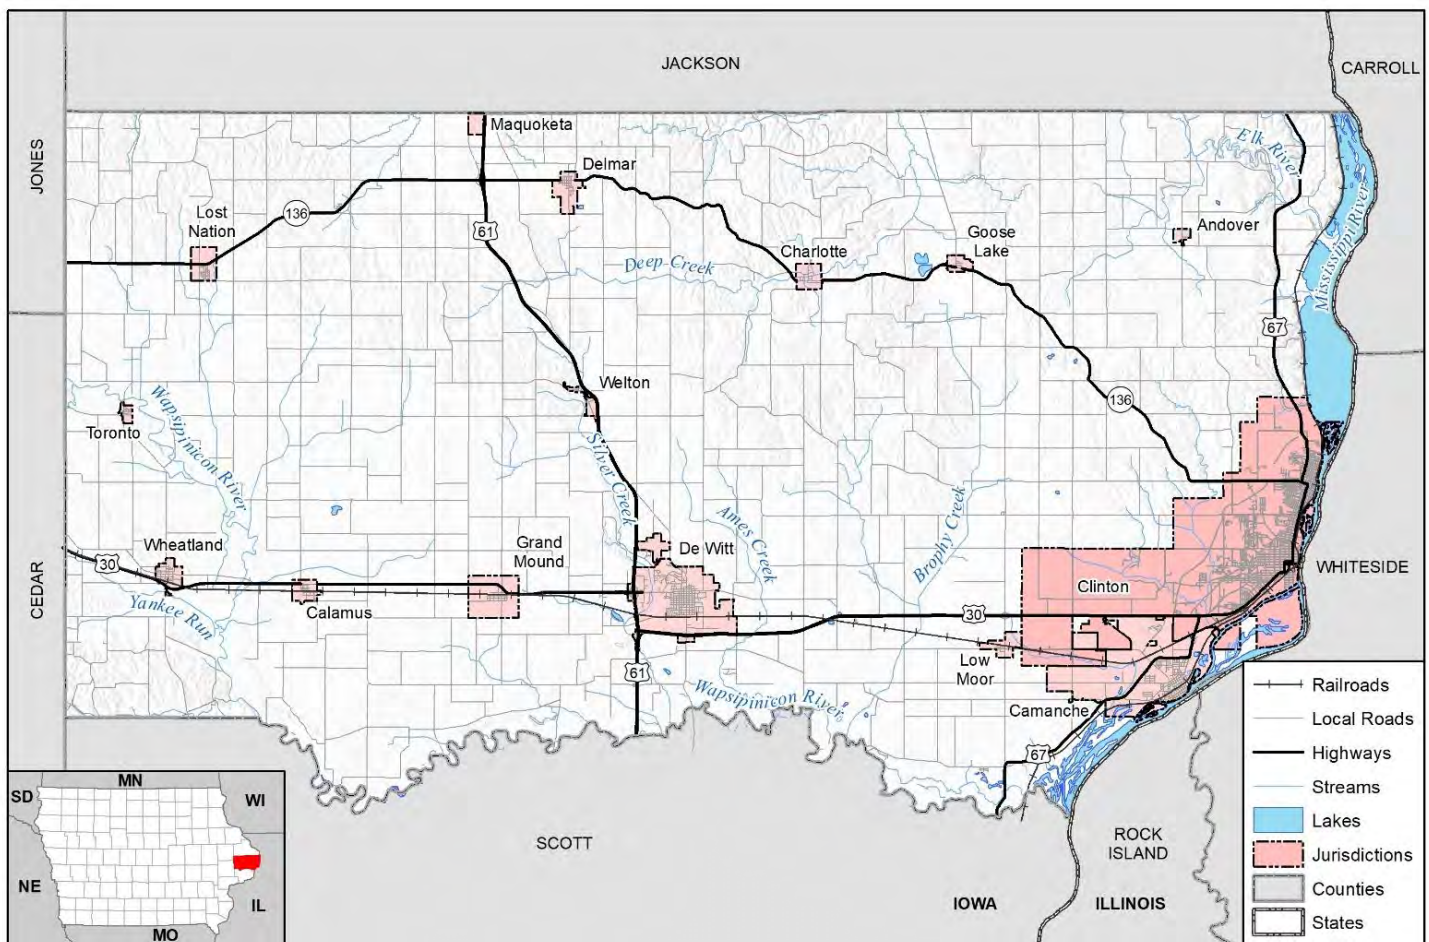 JACKSON
CARROLL
JONES
Maquoketa
Delmar
Elk River
Lost
Nation
136
61
Andover
Mississippi River
Charlotte
Goose
Lake
Deep Creek
67
Welton
136
Toronto
Wapsipinicon River
Silver Creek
Ames Creek
Brophy Creek
Wheatland
30
Grand
Mound
De Witt
Clinton
WHITESIDE
CEDAR
Calamus
Yankee Run
30
61
Low
Moor
Wapsipinicon River
Camanche
67
SCOTT
ROCK
ISLAND
IOWA
ILLINOIS
Railroads
Local Roads
Highways
Streams
Lakes
Jurisdictions
Counties
States
MN
SD
WI
NE
IL
MO